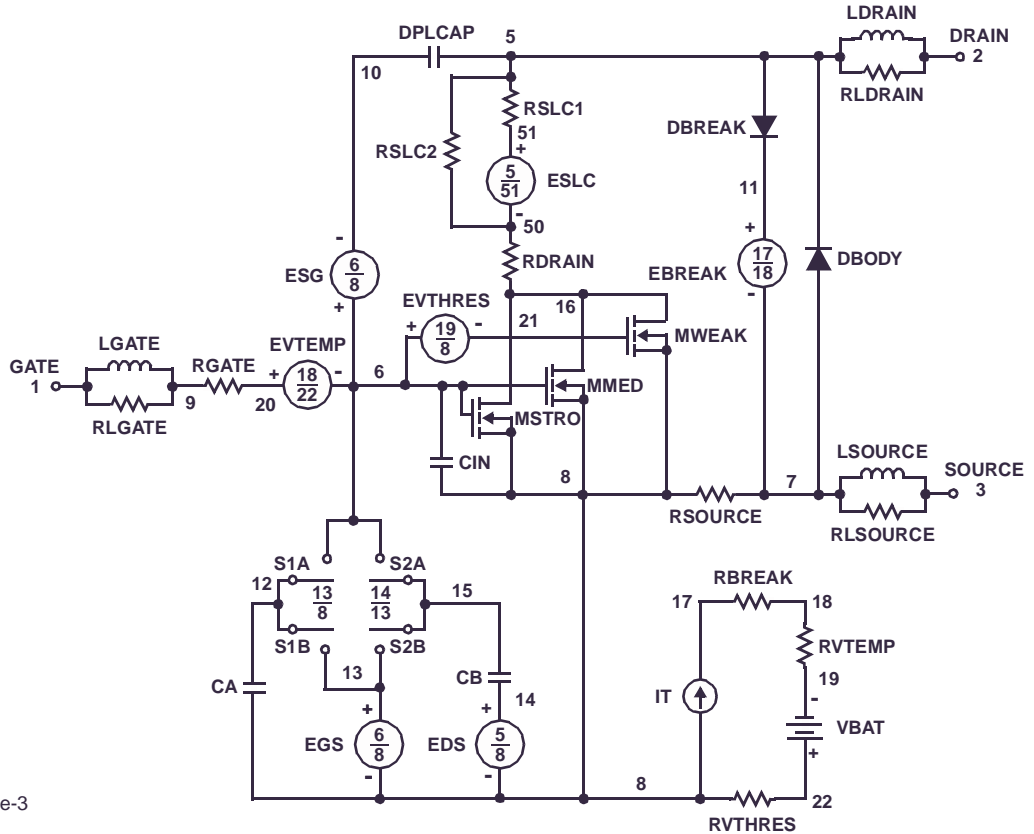 LDRAIN
DPLCAP 5 DRAIN
10 2
RSLC1 RLDRAIN
51
+
DBREAK
RSLC2
5
51
ESLC
11
-
50
-
+
RDRAIN
17
18
DBODY
ESG
6
8
EBREAK
+
EVTHRES
16
-
+ 19 - 21
8
MWEAK
LGATE
EVTEMP
GATE RGATE
+ 18 - 6
1 22
MMED
9 20
MSTRO
RLGATE
LSOURCE
CIN
8 7 SOURCE
3
RSOURCE
RLSOURCE
S1A S2A
12 13 14 15
8 13
RBREAK
17 18
S1B S2B
RVTEMP
13
CB
19
CA
14
IT -
+ +
VBAT
EGS 6 EDS 5
8 8
+
- -
8
22
e-3
RVTHRES